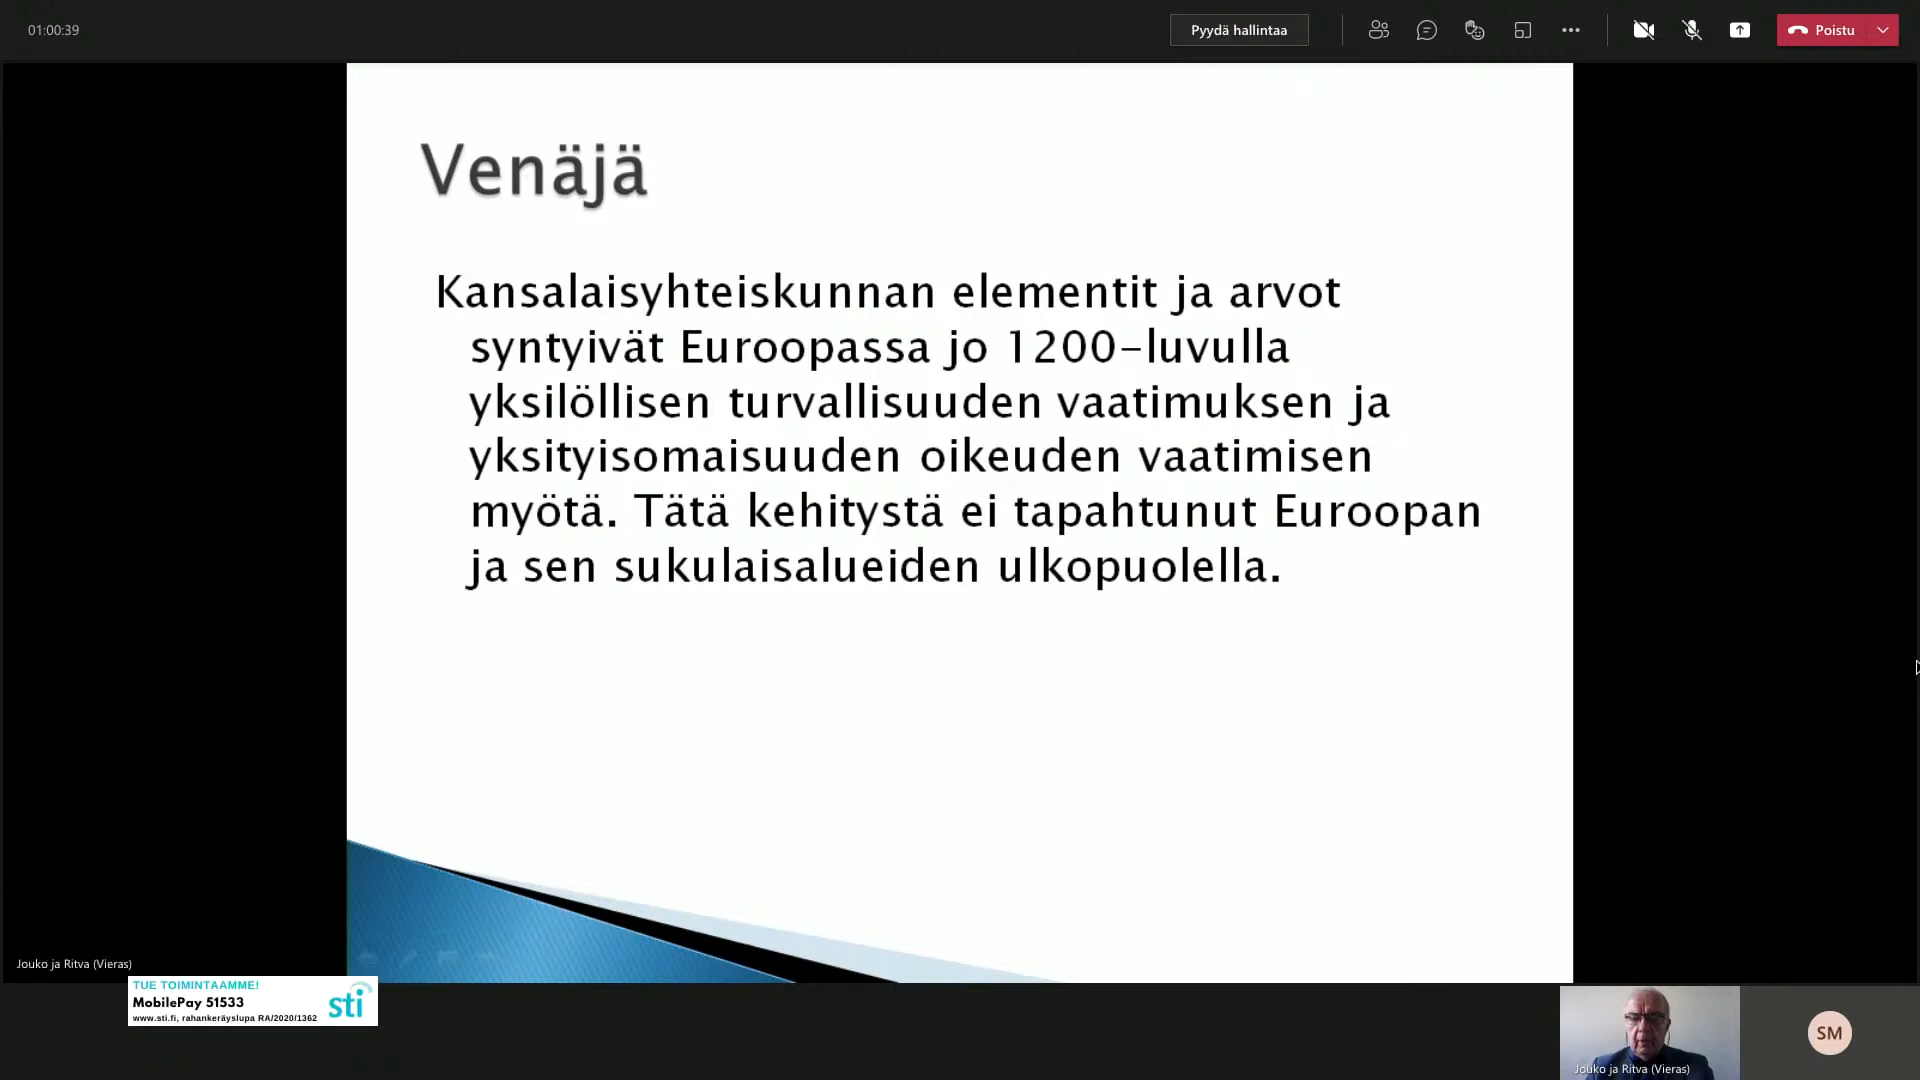 01:00:39
Pyydä hallintaa
Poistu
Venäjä
Kansalaisyhteiskunnan elementit ja arvot
syntyivät Euroopassa jo 1200-luvulla
yksilöllisen turvallisuuden vaatimuksen ja
yksityisomaisuuden oikeuden vaatimisen
myötä. Tätä kehitystä ei tapahtunut Euroopan
ja sen sukulaisalueiden ulkopuolella.
Jouko ja Ritva (Vieras)
TUE TOIMINTAAMME!
MobilePay 51533
www.sti.fi, rahankeräyslupa RA/2020/1362
sti
SM
Jouko ja Ritva (Vieras)